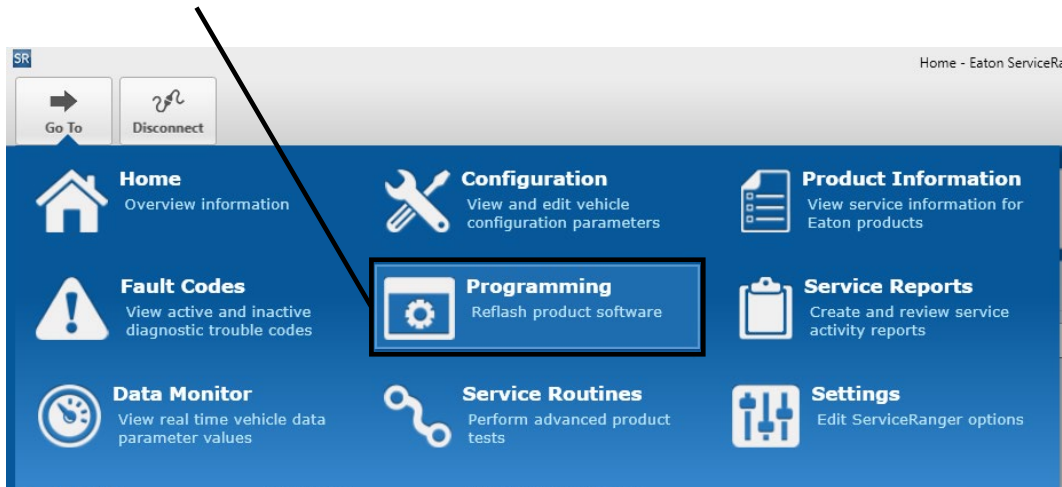 SR
Home - Eaton ServiceRa
Go To
Disconnect
Home
Overview information
Configuration
View and edit vehicle
configuration parameters
Product Information
View service information for
Eaton products
Fault Codes
View active and inactive
diagnostic trouble codes
Programming
Reflash product software
Service Reports
Create and review service
activity reports
Data Monitor
View real time vehicle data
parameter values
Service Routines
Perform advanced product
tests
Settings
Edit ServiceRanger options